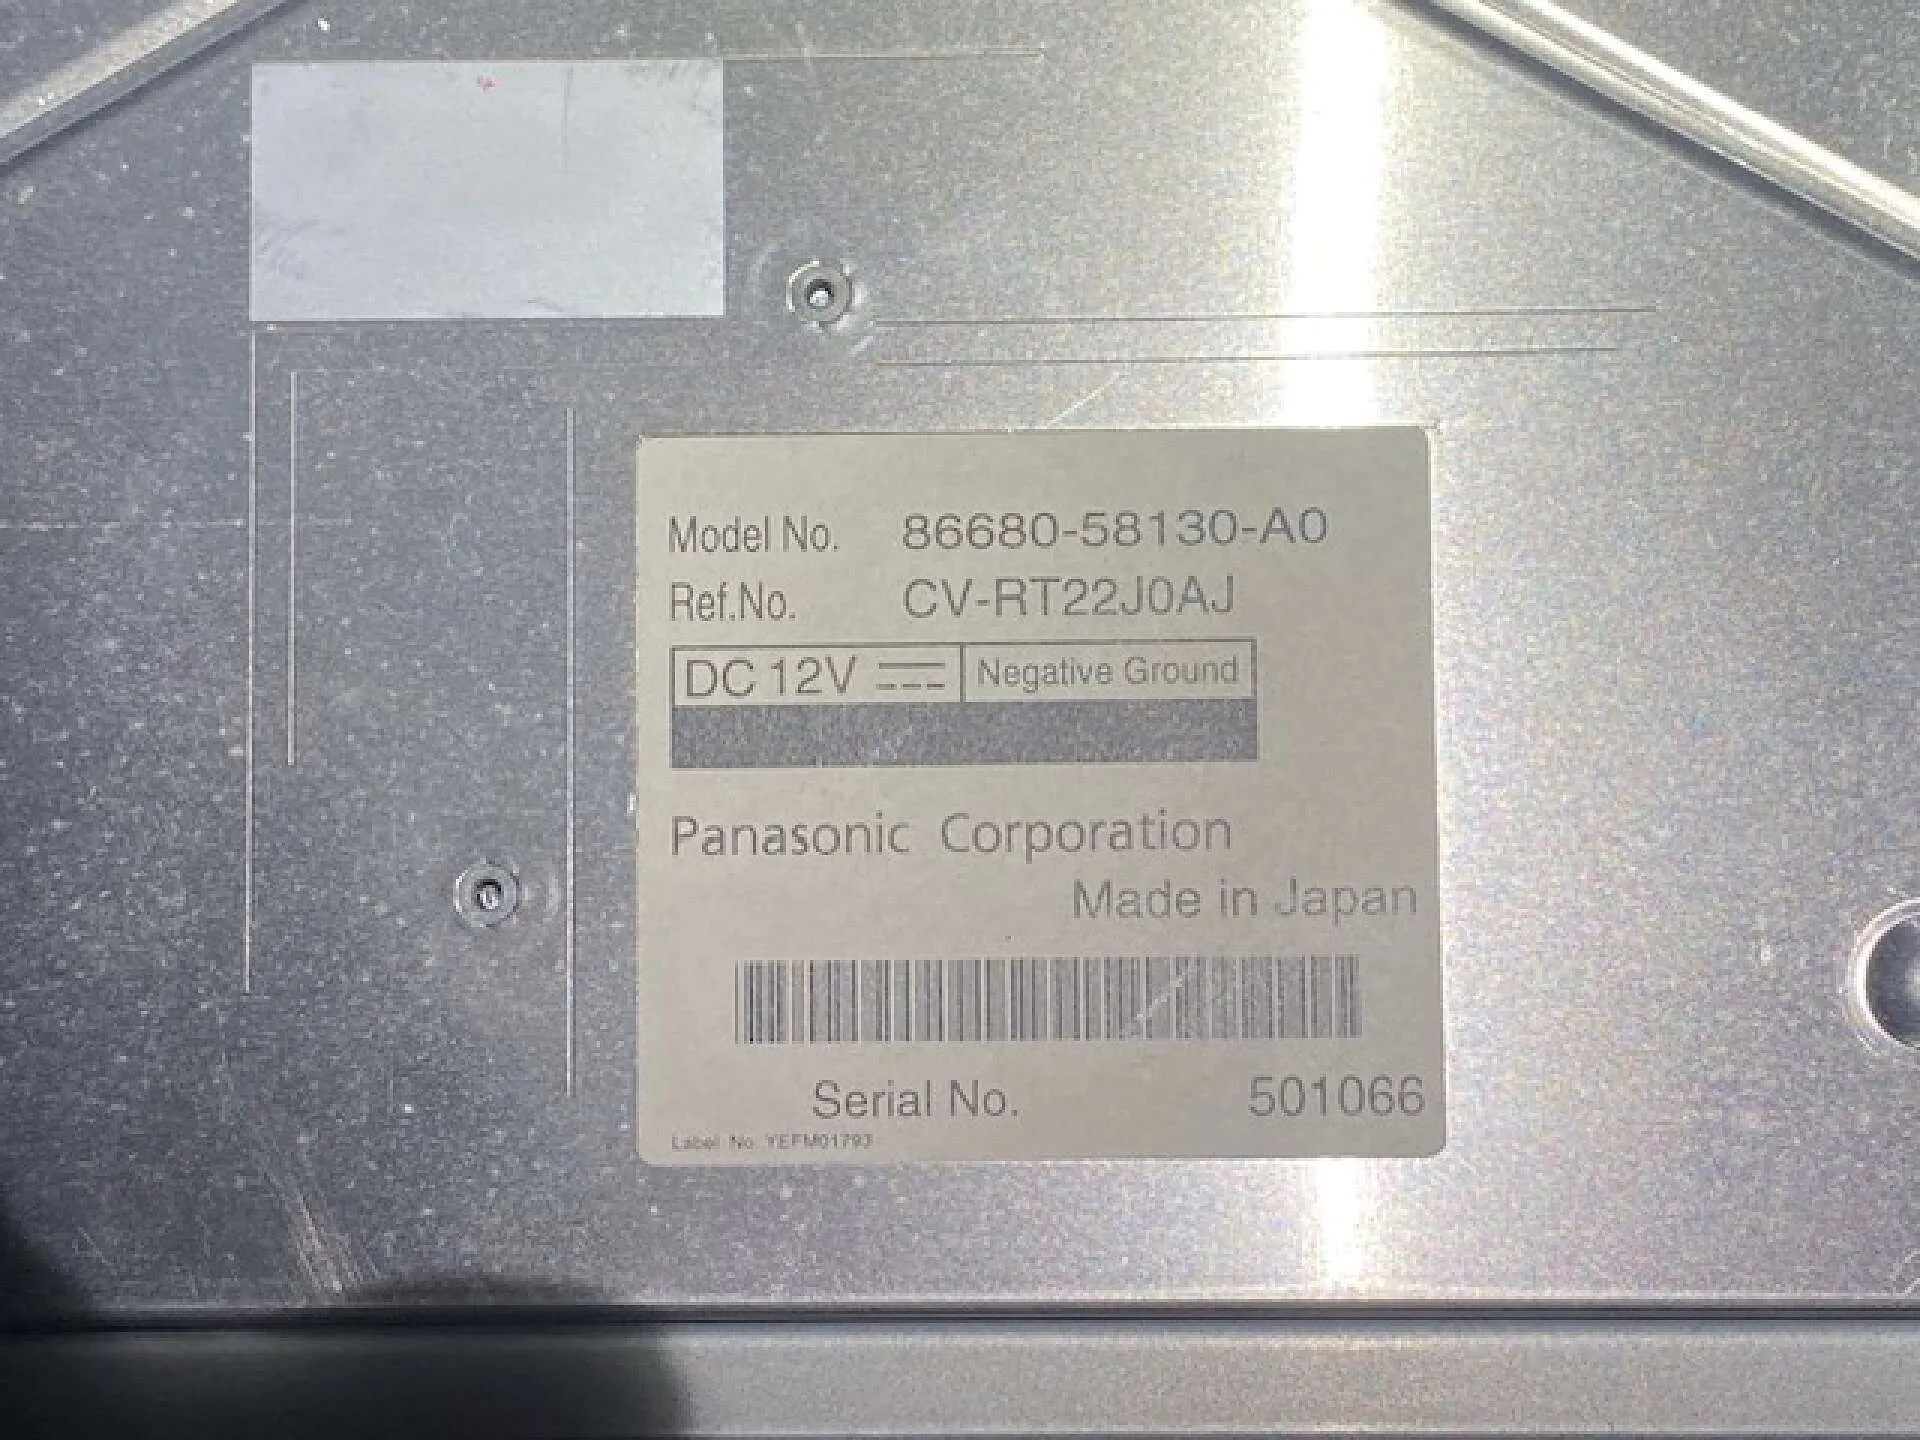 Model No. 86680-58130-A0
Ref.No. CV-RT22J0AJ
DC 12V Negative Ground
Panasonic Corporation
Made in Japan
Serial No. 501066
Label No. YEFM01793